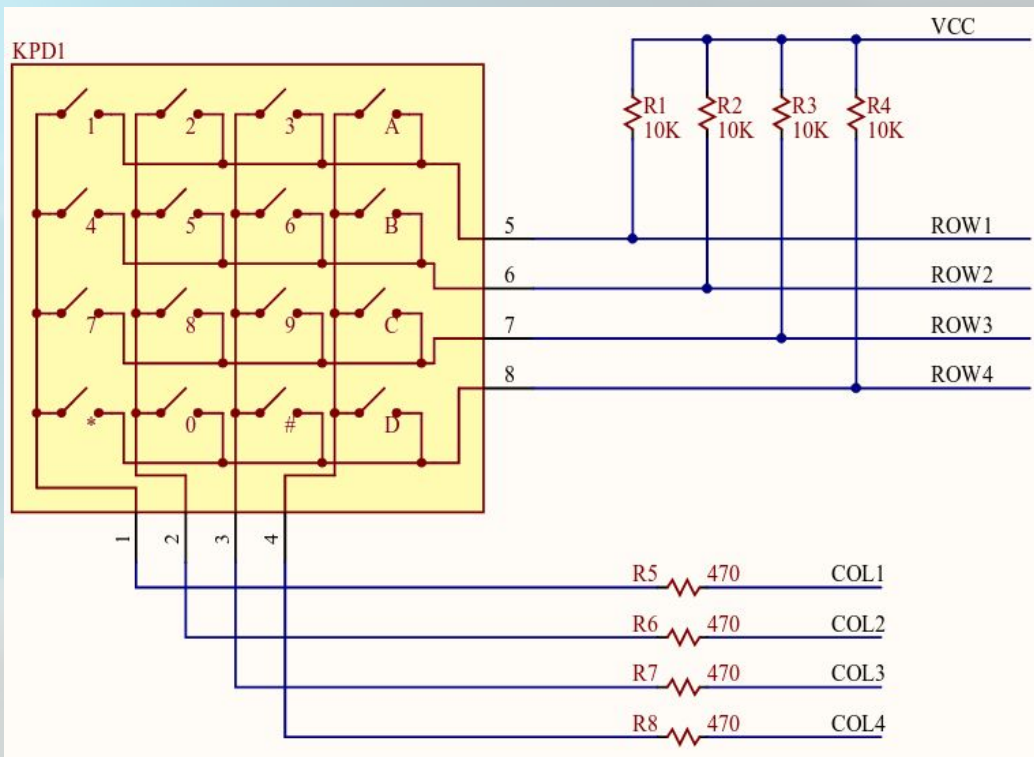 VCC
KPD1
R1 R2 R3 R4
10K 10K 10K 10K
1 2 3 A
4 5 6 B
5 ROW1
6 ROW2
7 8 9 C
7 ROW3
8 ROW4
* 0 # D
1 2 3 4
R5 470 COL1
R6 470 COL2
R7 470 COL3
R8 470 COL4